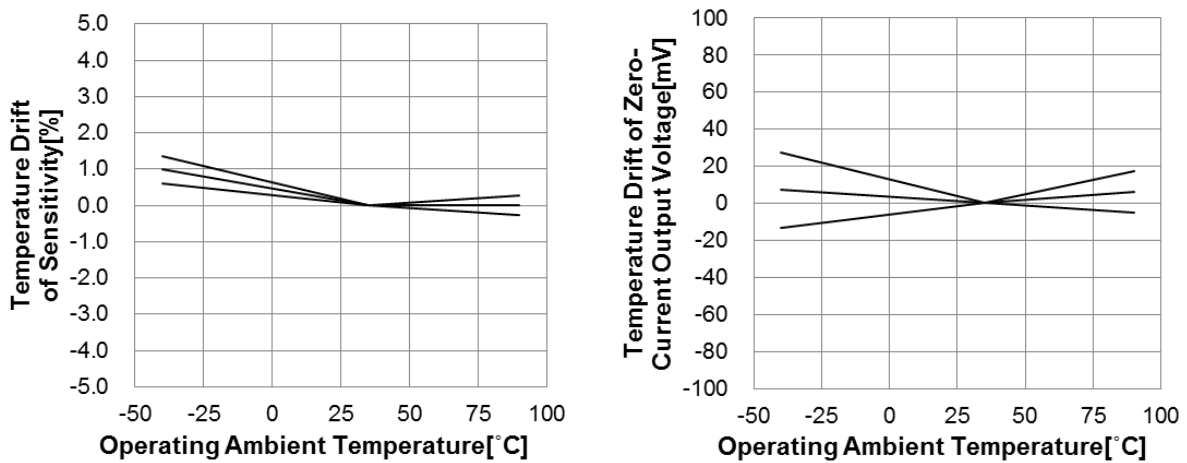 Temperature Drift
of Sensitivity[%]
5.0
4.0
3.0
2.0
1.0
0.0
-1.0
-2.0
-3.0
-4.0
-5.0
-50 -25 0 25 50 75 100
Operating Ambient Temperature[˚C]
Temperature Drift of Zero-
Current Output Voltage[mV]
100
80
60
40
20
0
-20
-40
-60
-80
-100
-50 -25 0 25 50 75 100
Operating Ambient Temperature[˚C]